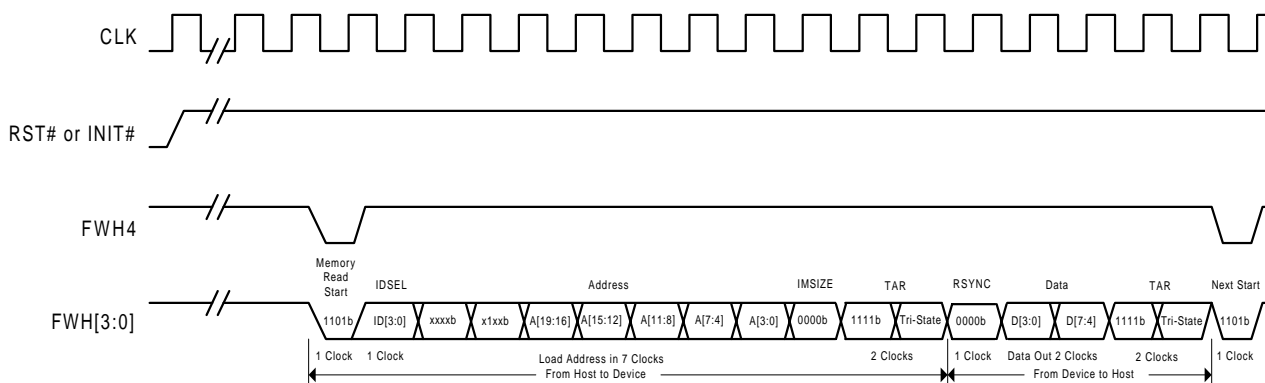 CLK
RST# or INIT#
FWH4
Memory
Read
Start
IDSEL
Address
IMSIZE
TAR
RSYNC
Data
TAR
Next Start
FWH[3:0]
1101b ID[3:0] xxxxb x1xxb A[19:16] A[15:12] A[11:8] A[7:4] A[3:0] 0000b 1111b Tri-State 0000b D[3:0] D[7:4] 1111b Tri-State 1101b
1 Clock 1 Clock Load Address in 7 Clocks 2 Clocks 1 Clock Data Out 2 Clocks 2 Clocks 1 Clock
From Host to Device From Device to Host